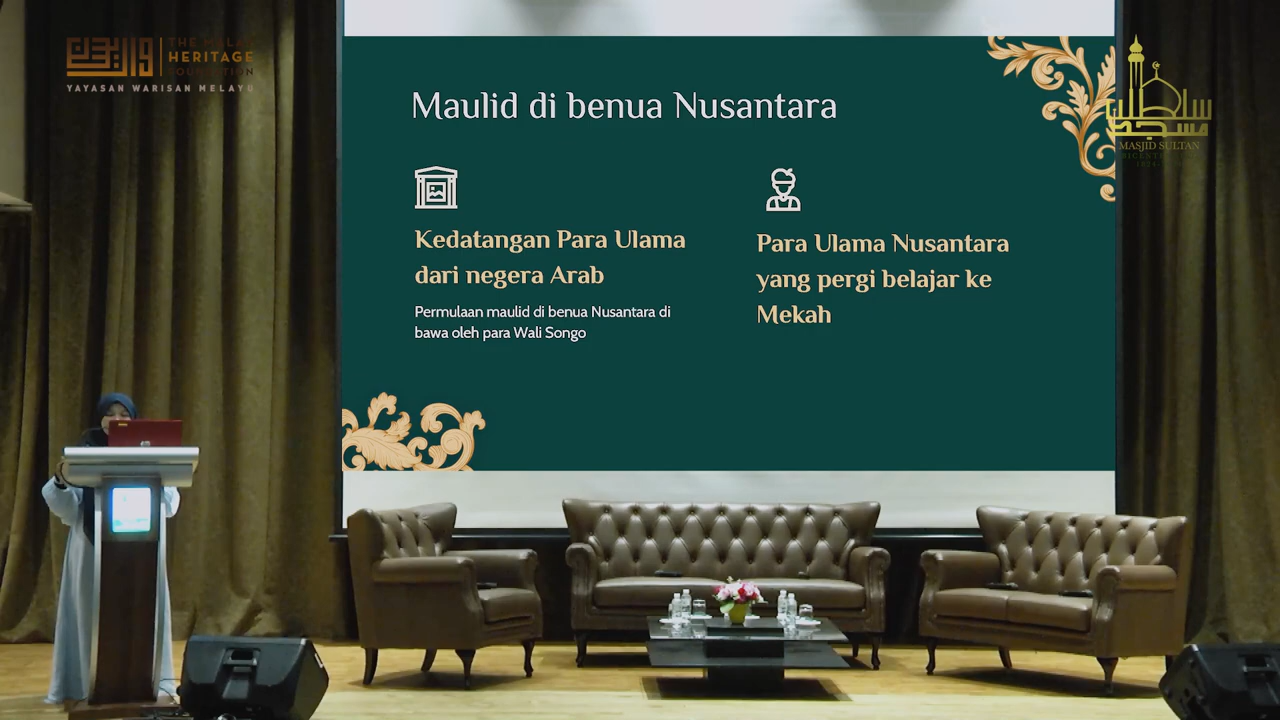 THE MALAY
HERITAGE
FOUNDATION
YAYASAN WARISAN MELAYU
Maulid di benua Nusantara
سلطان
مسجد
MASJID SULTAN
Kedatangan Para Ulama
dari negera Arab
Permulaan maulid di benua Nusantara di
bawa oleh para Wali Songo
Para Ulama Nusantara
yang pergi belajar ke
Mekah